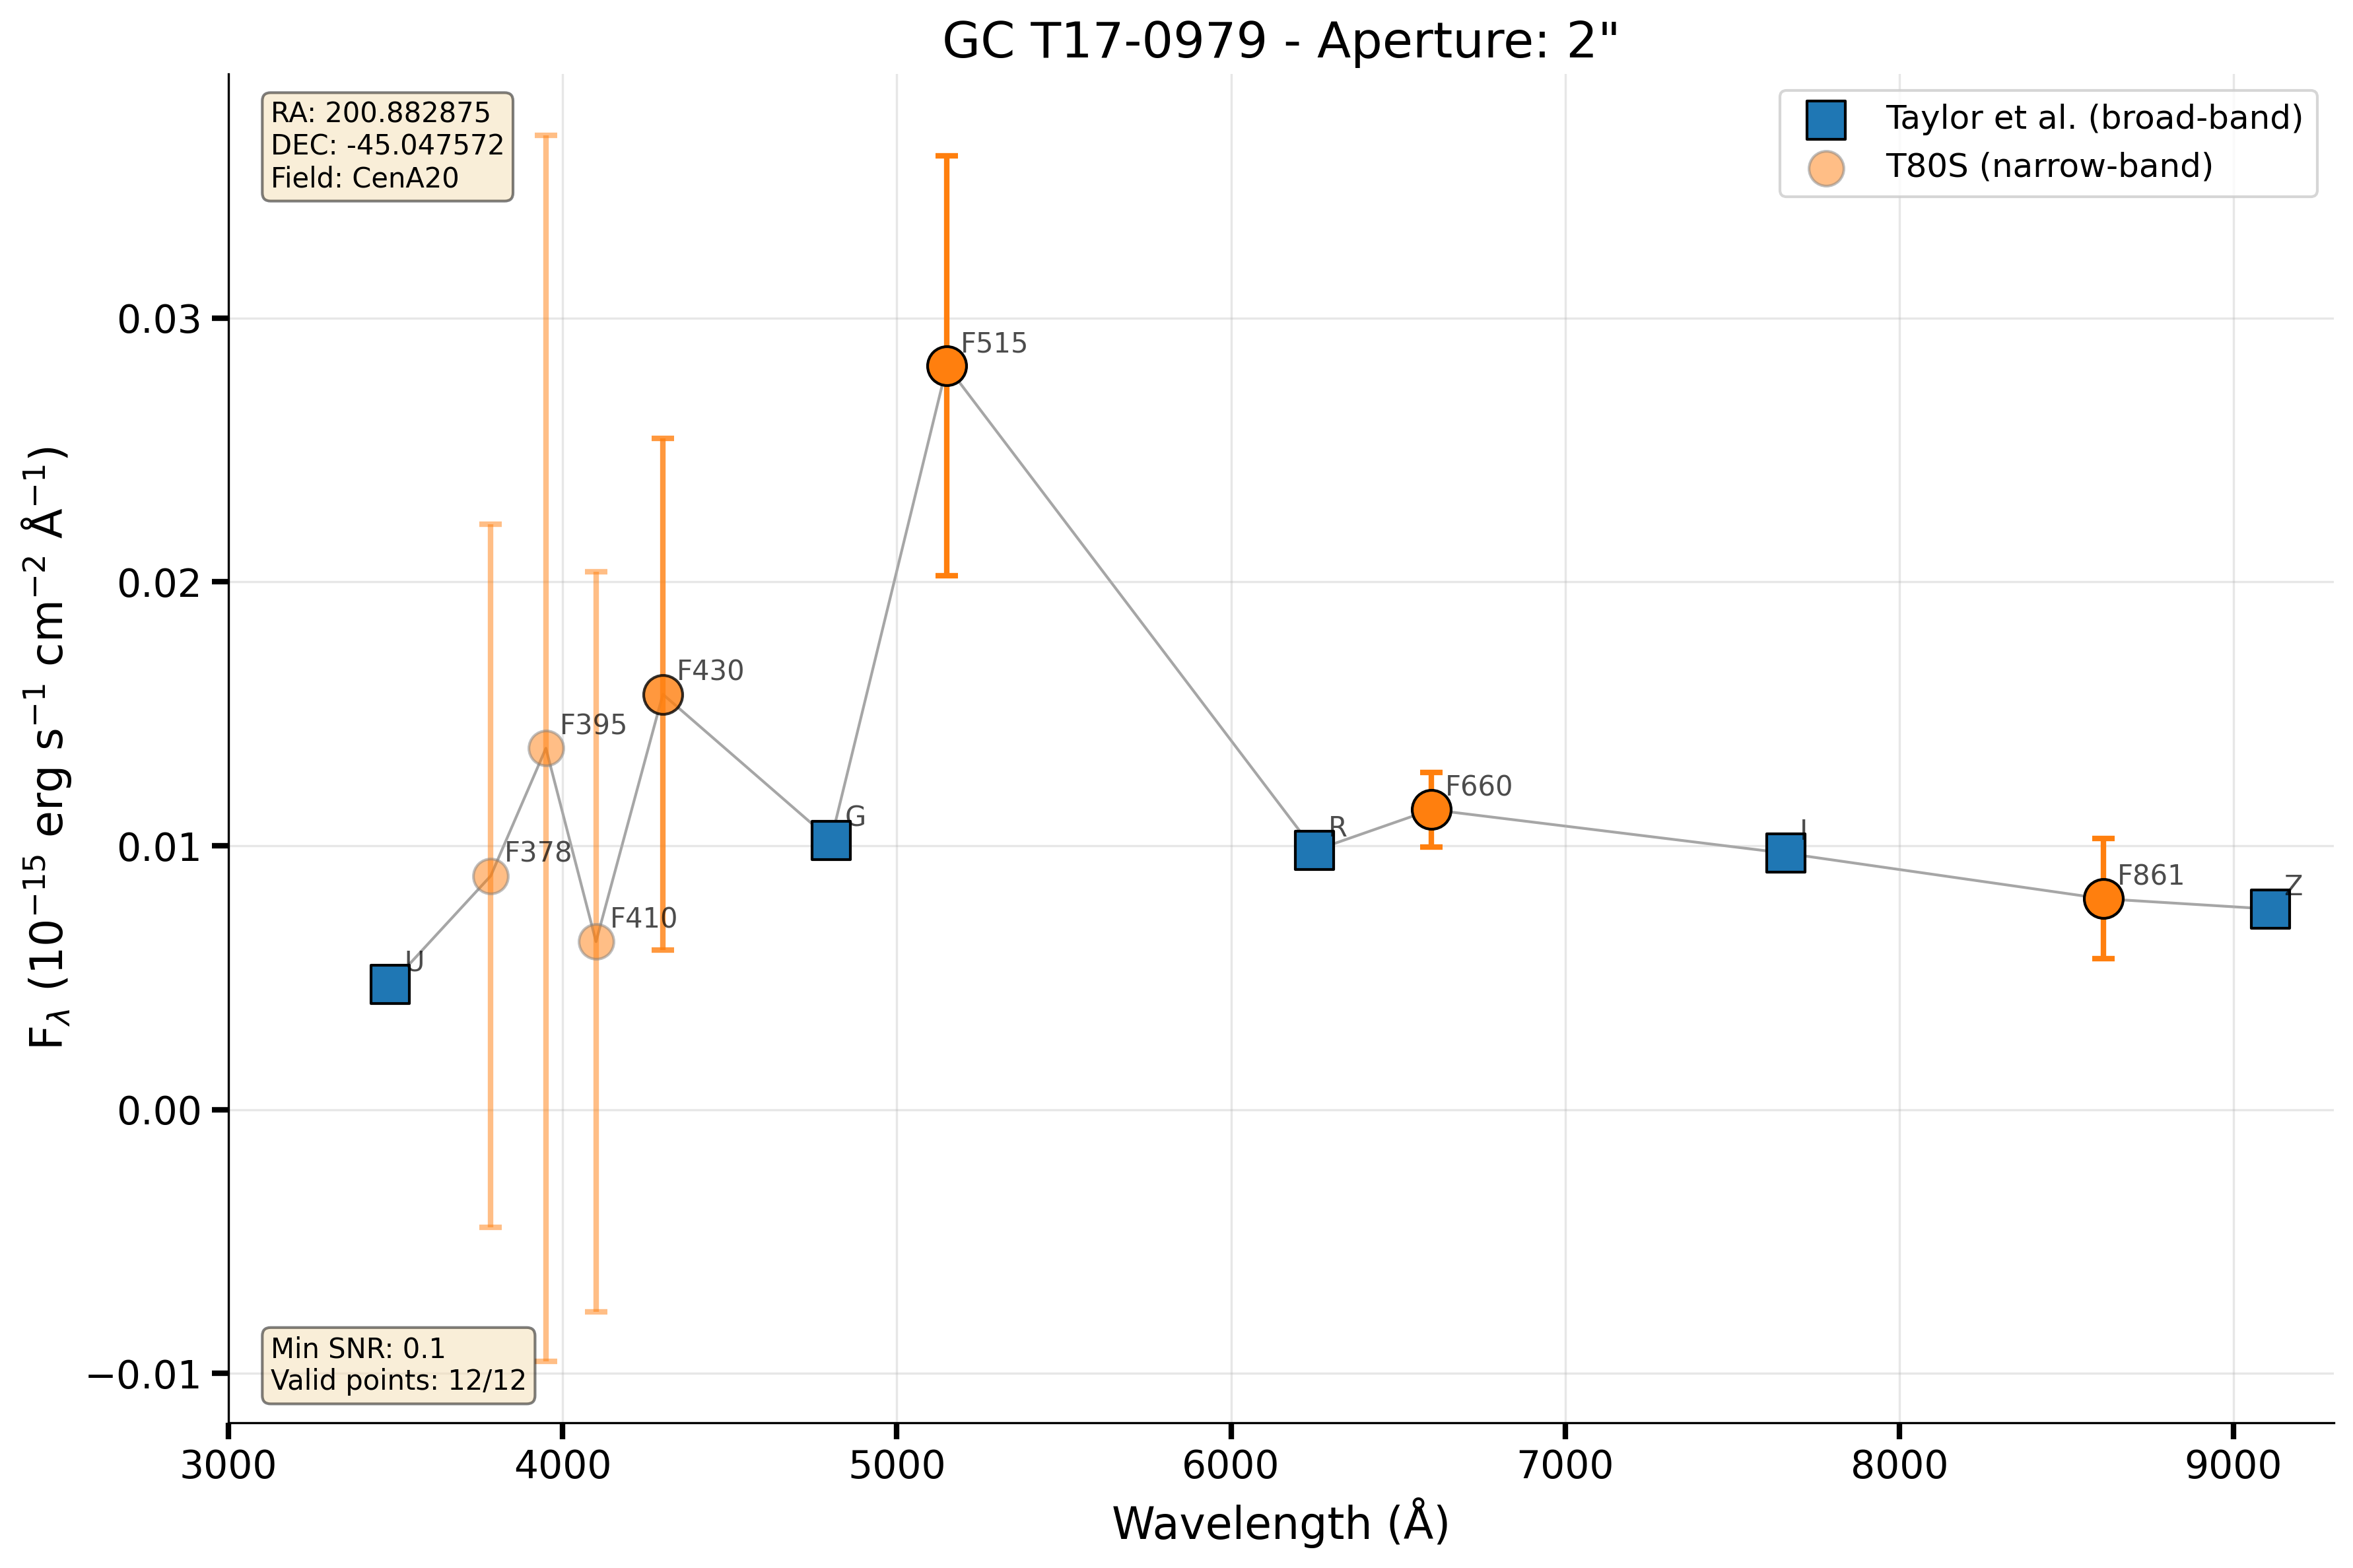 GC T17-0979 - Aperture: 2"
RA: 200.882875
DEC: -45.047572
Field: CenA20
Taylor et al. (broad-band)
T80S (narrow-band)
F515
F430
F395
F378
F410
U
G
R
F660
I
F861
Z
0.03
0.02
0.01
0.00
−0.01
Fλ (10⁻¹⁵ erg s⁻¹ cm⁻² Å⁻¹)
Min SNR: 0.1
Valid points: 12/12
3000 4000 5000 6000 7000 8000 9000
Wavelength (Å)